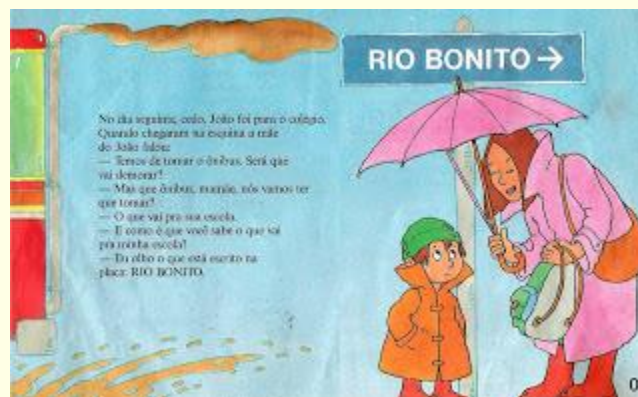 RIO BONITO →
No dia seguinte, cedo, João foi para o colégio.
Quando chegaram na esquina a mãe
do João falou:
— Temos de tomar o ônibus. Será que
vai demorar?
— Mas que ônibus, mamãe, nós vamos ter
que tomar?
— O que vai pra sua escola.
— E como é que você sabe o que vai
pra minha escola?
— Eu olho o que está escrito na
placa: RIO BONITO.
0